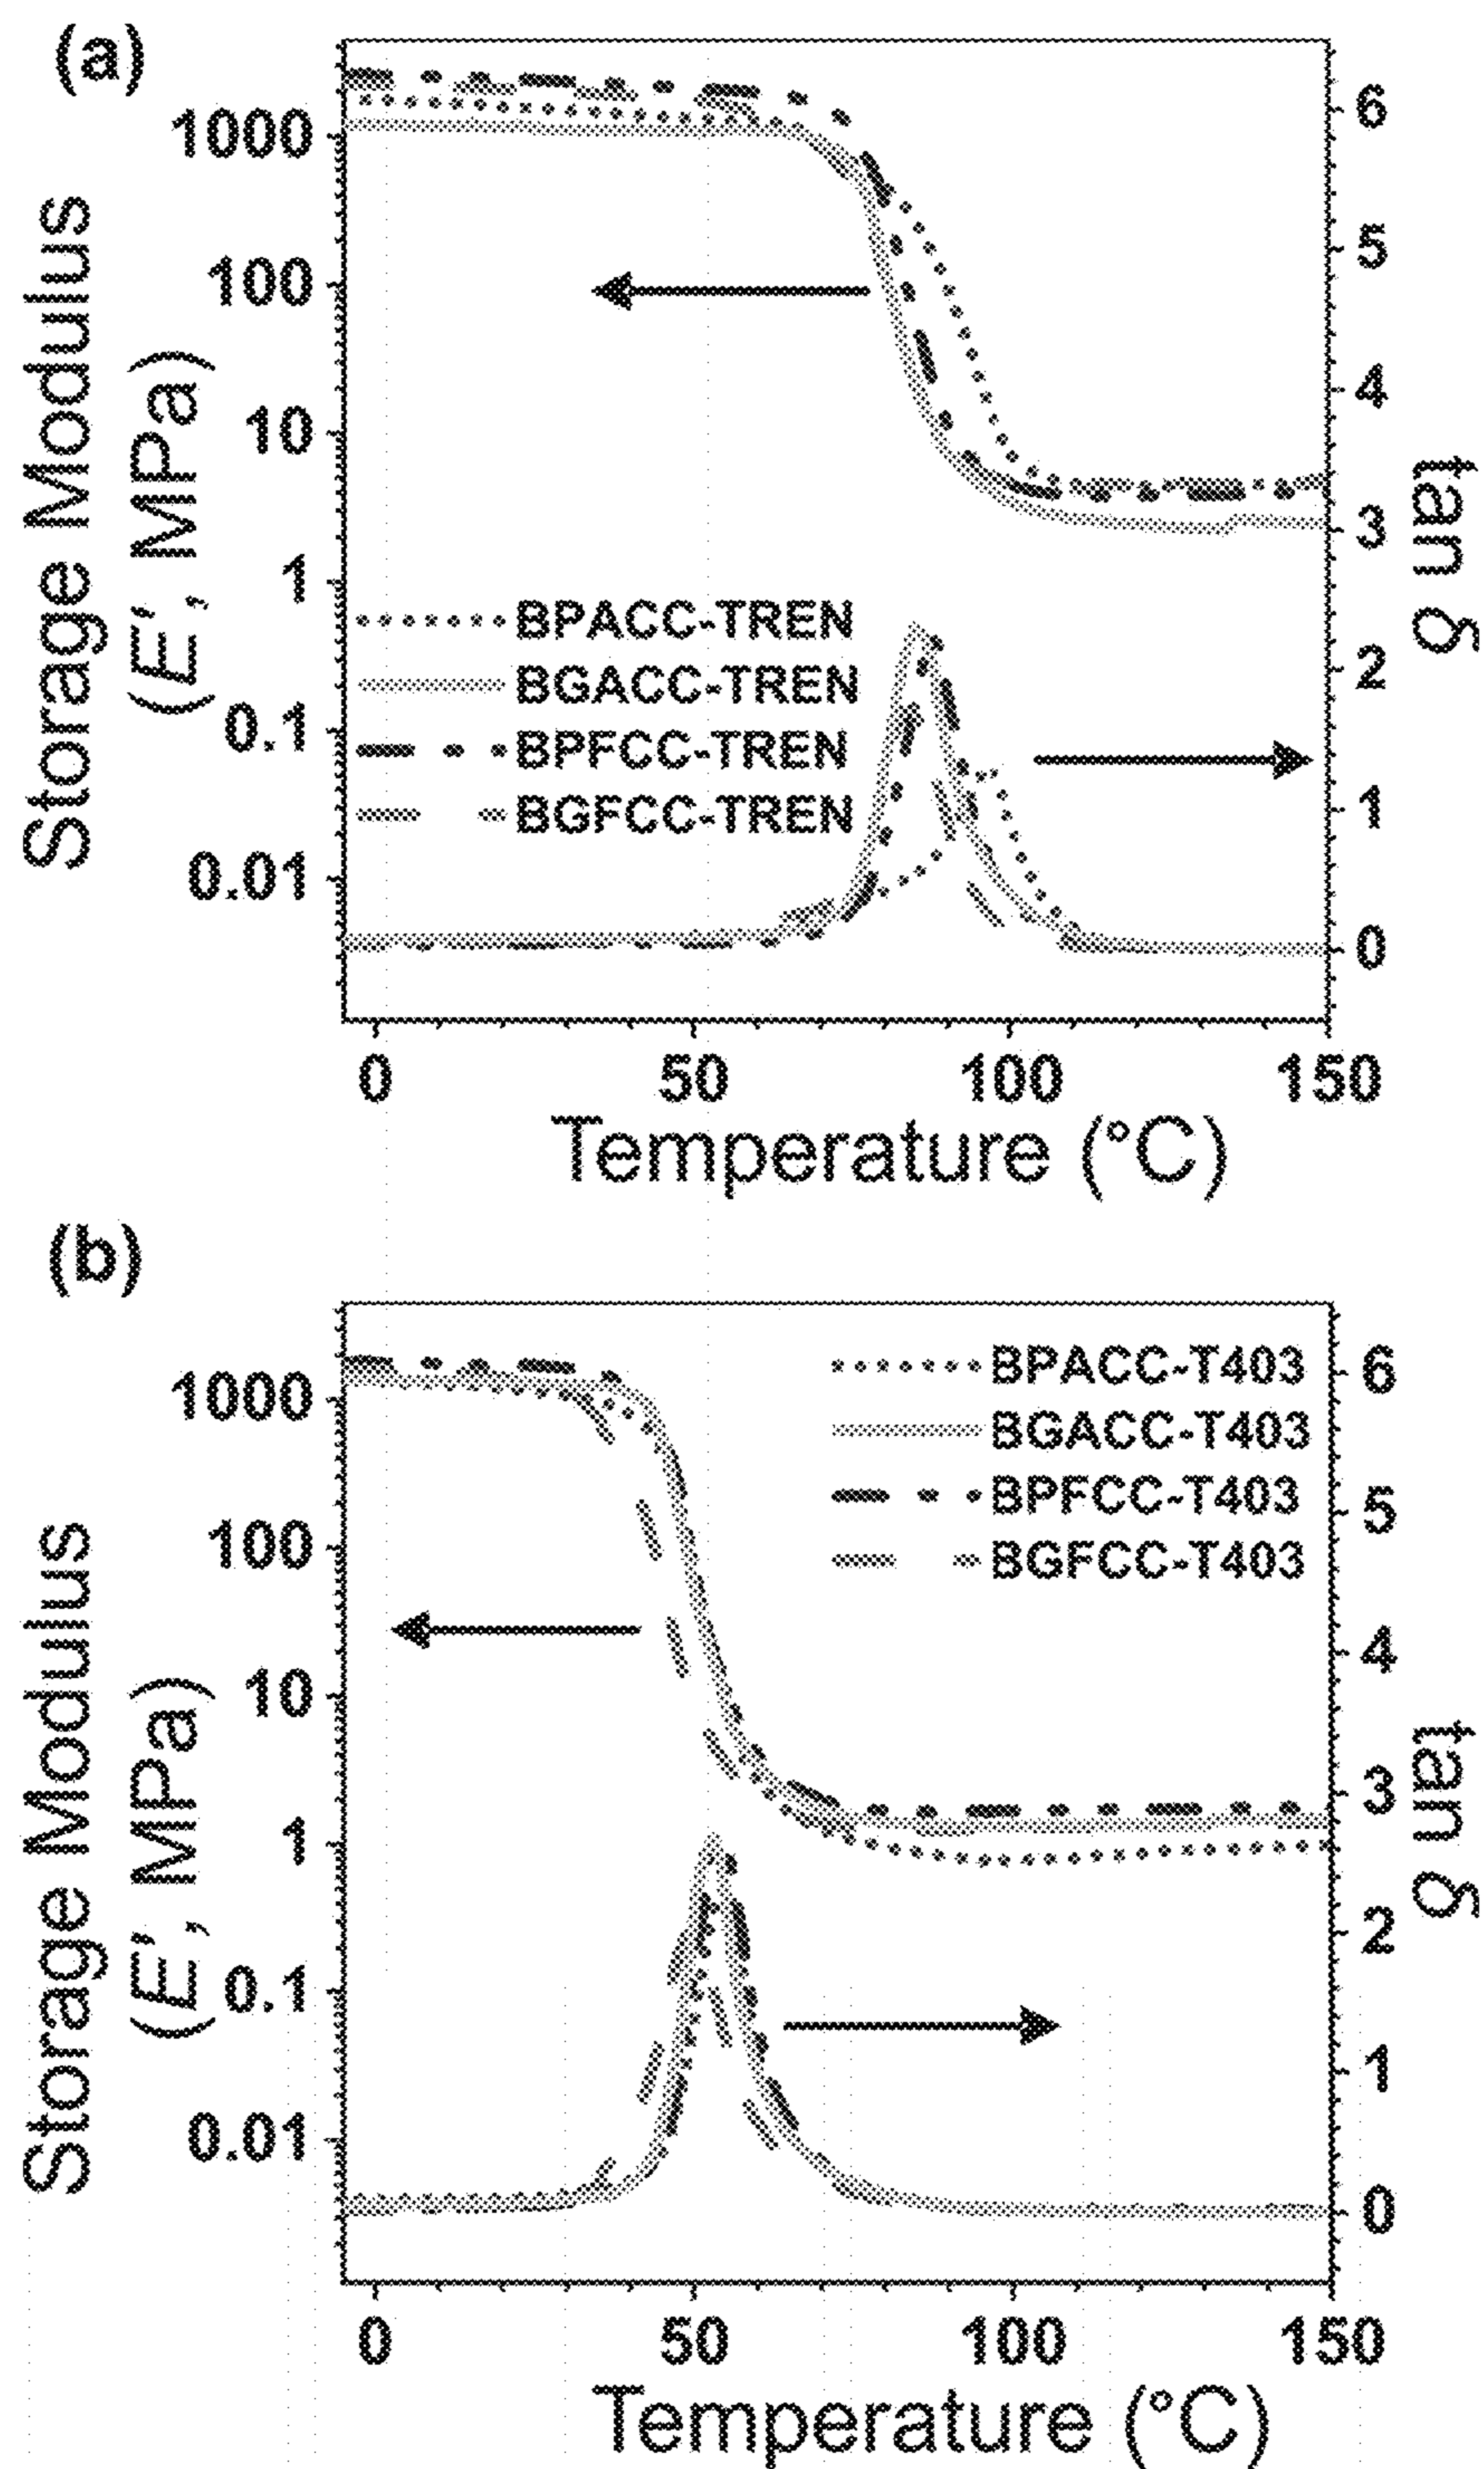 (a)
Storage Modulus
(E', MPa)
1000
100
10
1
0.1
0.01
6
5
4
3
2
1
0
tan δ
BPACC-TREN
BGACC-TREN
BPFCC-TREN
BGFCC-TREN
0 50 100 150
Temperature (°C)
(b)
Storage Modulus
(E', MPa)
1000
100
10
1
0.1
0.01
BPACC-T403
BGACC-T403
BPFCC-T403
BGFCC-T403
6
5
4
3
2
1
0
tan δ
0 50 100 150
Temperature (°C)